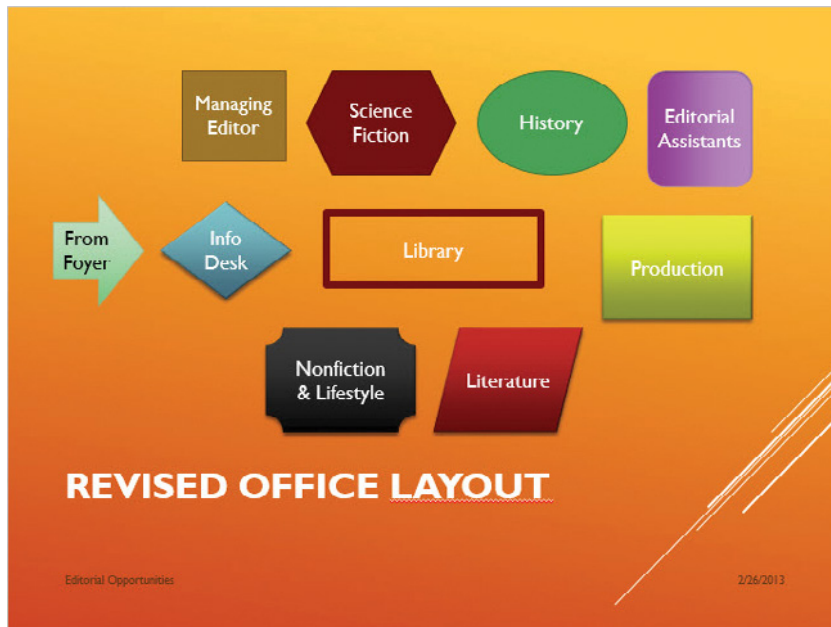 Managing
Editor
Science
Fiction
History
Editorial
Assistants
From
Foyer
Info
Desk
Library
Production
Nonfiction
& Lifestyle
Literature
REVISED OFFICE LAYOUT
Editorial Opportunities
2/26/2013